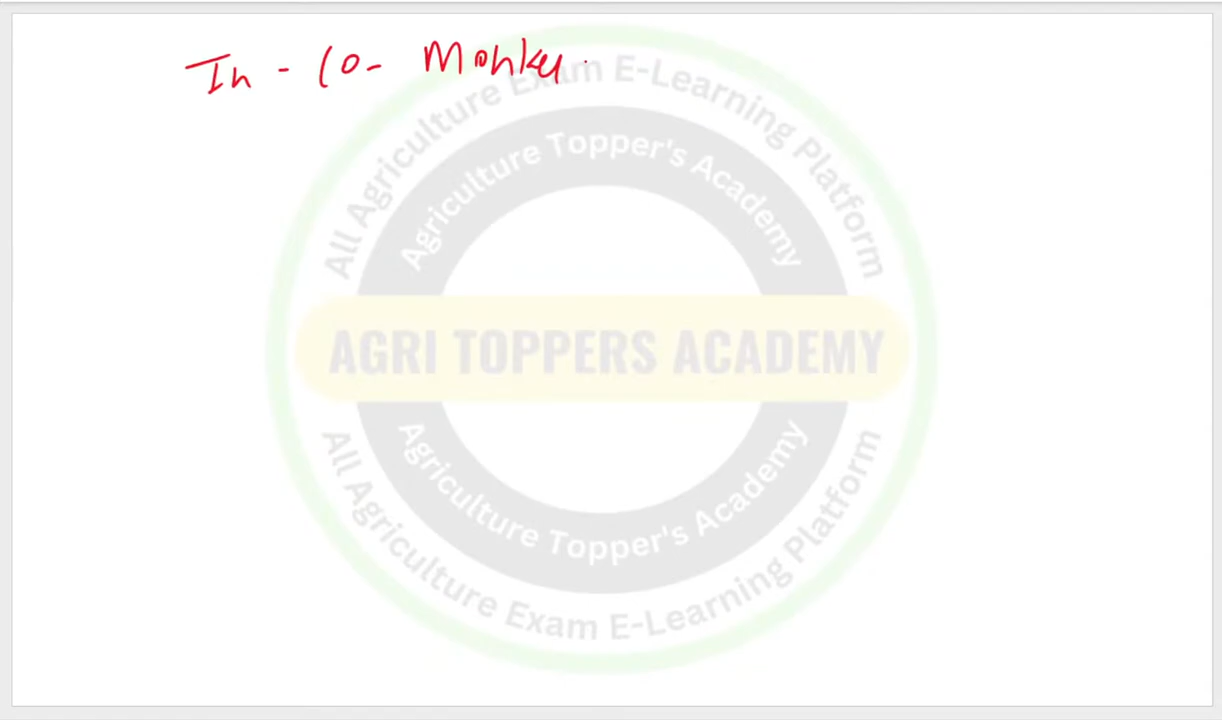 In - Co- Monkey
All Agriculture Exam E-Learning Platform
Agriculture Topper's Academy
AGRI TOPPERS ACADEMY
Agriculture Topper's Academy
All Agriculture Exam E-Learning Platform